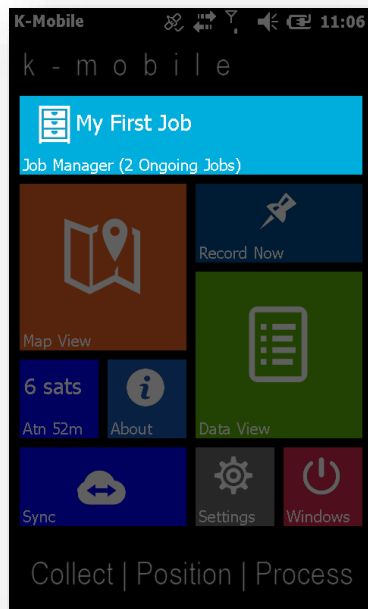 K-Mobile 11:06
k-mobile
My First Job
Job Manager (2 Ongoing Jobs)
Record Now
Map View
6 sats
Atn 52m
About
Data View
Sync
Settings
Windows
Collect | Position | Process